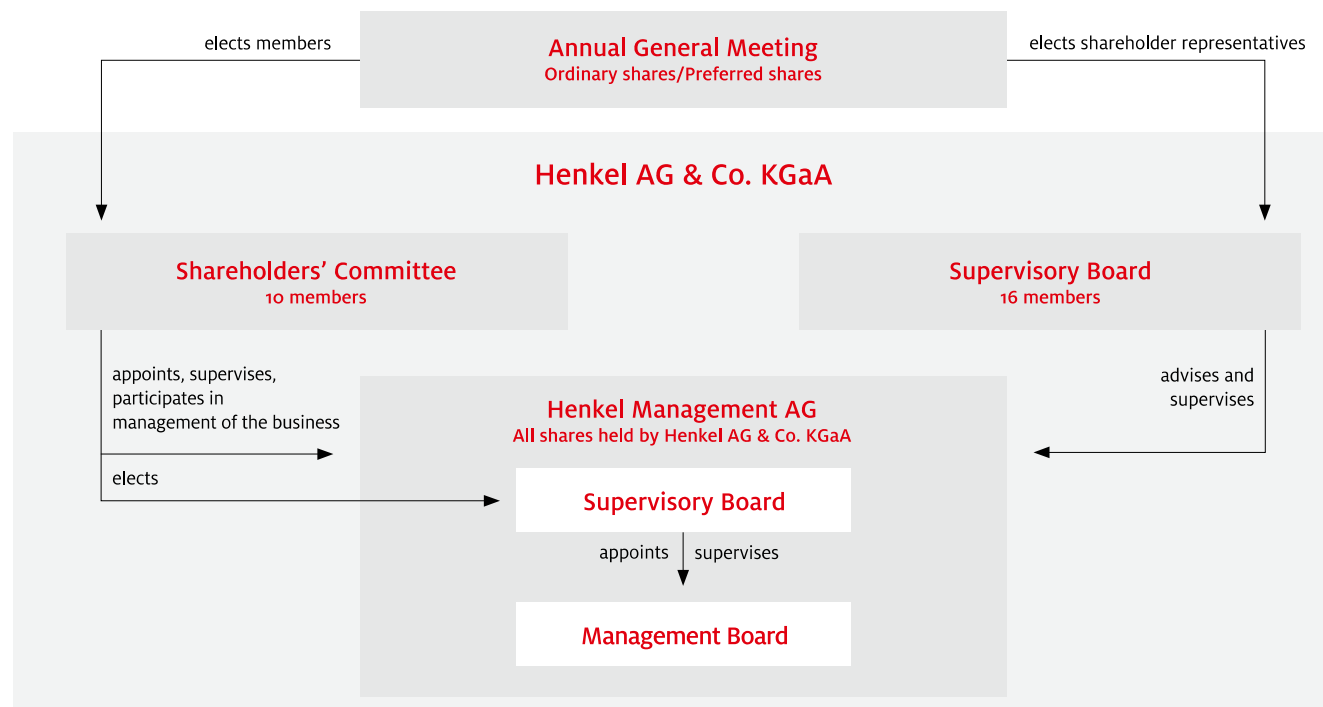 elects members
Annual General Meeting
Ordinary shares/Preferred shares
elects shareholder representatives
Henkel AG & Co. KGaA
Shareholders’ Committee
10 members
Supervisory Board
16 members
appoints, supervises,
participates in
management of the business
elects
advises and
supervises
Henkel Management AG
All shares held by Henkel AG & Co. KGaA
Supervisory Board
appoints
supervises
Management Board